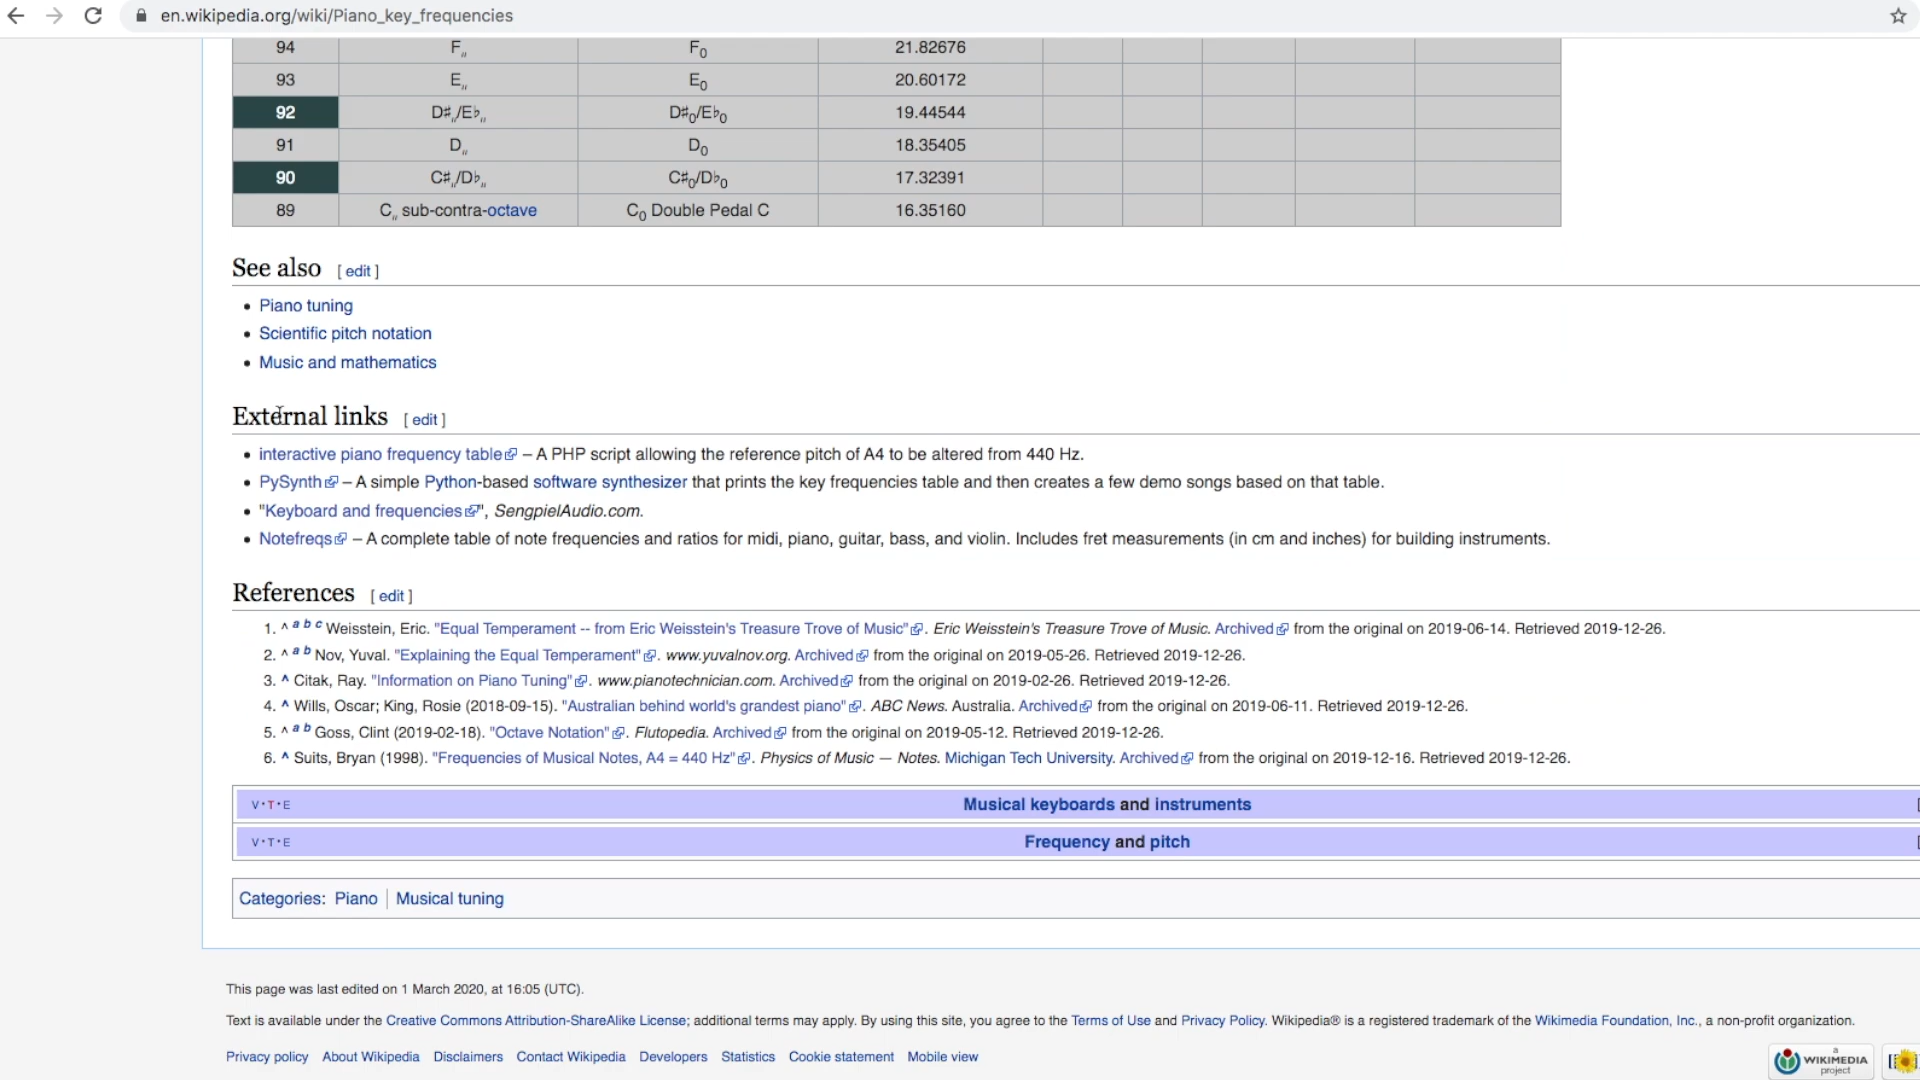 en.wikipedia.org/wiki/Piano_key_frequencies
94 F„ F₀ 21.82676
93 E„ E₀ 20.60172
92 D♯„/E♭„ D♯₀/E♭₀ 19.44544
91 D„ D₀ 18.35405
90 C♯„/D♭„ C♯₀/D♭₀ 17.32391
89 C„ sub-contra-octave C₀ Double Pedal C 16.35160
See also [ edit ]
• Piano tuning
• Scientific pitch notation
• Music and mathematics
External links [ edit ]
• interactive piano frequency table – A PHP script allowing the reference pitch of A4 to be altered from 440 Hz.
• PySynth – A simple Python-based software synthesizer that prints the key frequencies table and then creates a few demo songs based on that table.
• "Keyboard and frequencies", SengpielAudio.com.
• Notefreqs – A complete table of note frequencies and ratios for midi, piano, guitar, bass, and violin. Includes fret measurements (in cm and inches) for building instruments.
References [ edit ]
1. ^ a b c Weisstein, Eric. "Equal Temperament -- from Eric Weisstein's Treasure Trove of Music". Eric Weisstein's Treasure Trove of Music. Archived from the original on 2019-06-14. Retrieved 2019-12-26.
2. ^ a b Nov, Yuval. "Explaining the Equal Temperament". www.yuvalnov.org. Archived from the original on 2019-05-26. Retrieved 2019-12-26.
3. ^ Citak, Ray. "Information on Piano Tuning". www.pianotechnician.com. Archived from the original on 2019-02-26. Retrieved 2019-12-26.
4. ^ Wills, Oscar; King, Rosie (2018-09-15). "Australian behind world's grandest piano". ABC News. Australia. Archived from the original on 2019-06-11. Retrieved 2019-12-26.
5. ^ a b Goss, Clint (2019-02-18). "Octave Notation". Flutopedia. Archived from the original on 2019-05-12. Retrieved 2019-12-26.
6. ^ Suits, Bryan (1998). "Frequencies of Musical Notes, A4 = 440 Hz". Physics of Music — Notes. Michigan Tech University. Archived from the original on 2019-12-16. Retrieved 2019-12-26.
V·T·E Musical keyboards and instruments [
V·T·E Frequency and pitch [
Categories: Piano | Musical tuning
This page was last edited on 1 March 2020, at 16:05 (UTC).
Text is available under the Creative Commons Attribution-ShareAlike License; additional terms may apply. By using this site, you agree to the Terms of Use and Privacy Policy. Wikipedia® is a registered trademark of the Wikimedia Foundation, Inc., a non-profit organization.
Privacy policy About Wikipedia Disclaimers Contact Wikipedia Developers Statistics Cookie statement Mobile view
a WIKIMEDIA project